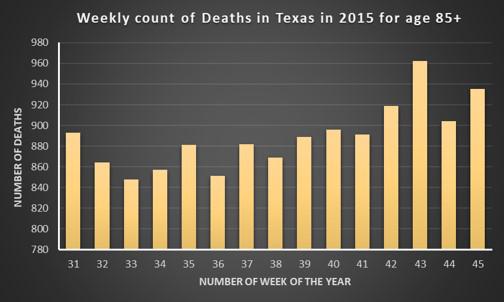 Weekly count of Deaths in Texas in 2015 for age 85+
980
960
940
920
900
880
860
840
820
800
780
NUMBER OF DEATHS
31 32 33 34 35 36 37 38 39 40 41 42 43 44 45
NUMBER OF WEEK OF THE YEAR